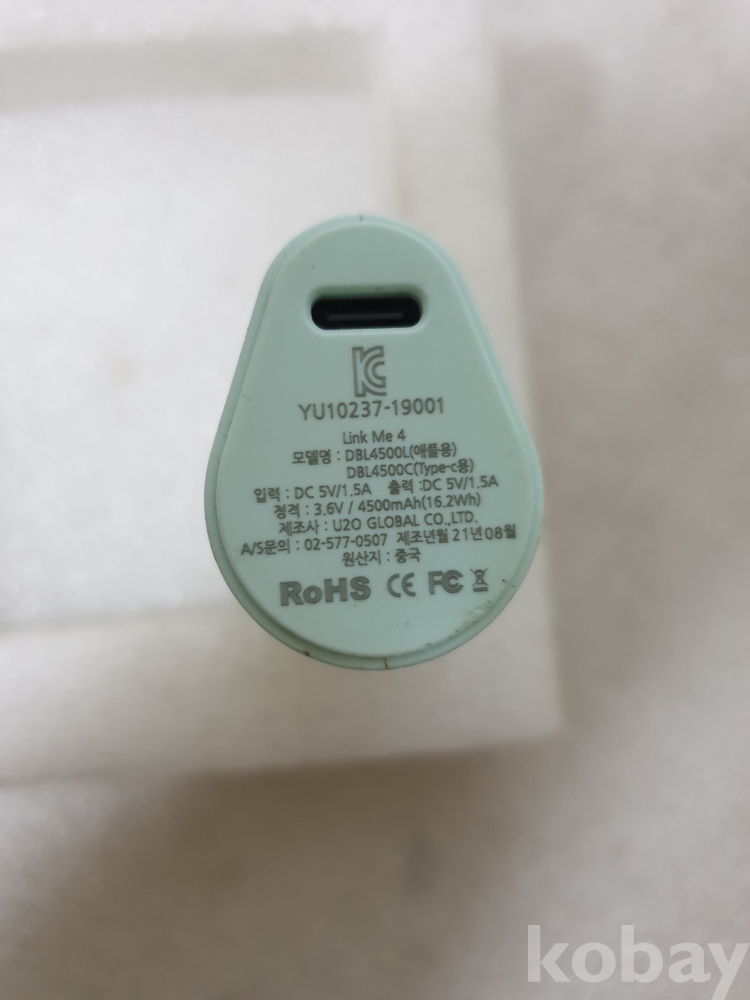 KC
YU10237-19001
Link Me 4
모델명 : DBL4500L(애플용)
DBL4500C(Type-c용)
입력 : DC 5V/1.5A 출력 :DC 5V/1.5A
정격 : 3.6V / 4500mAh(16.2Wh)
제조사 : U2O GLOBAL CO.,LTD.
A/S문의 : 02-577-0507 제조년월 21년08월
원산지 : 중국
RoHS CE FC
kobay